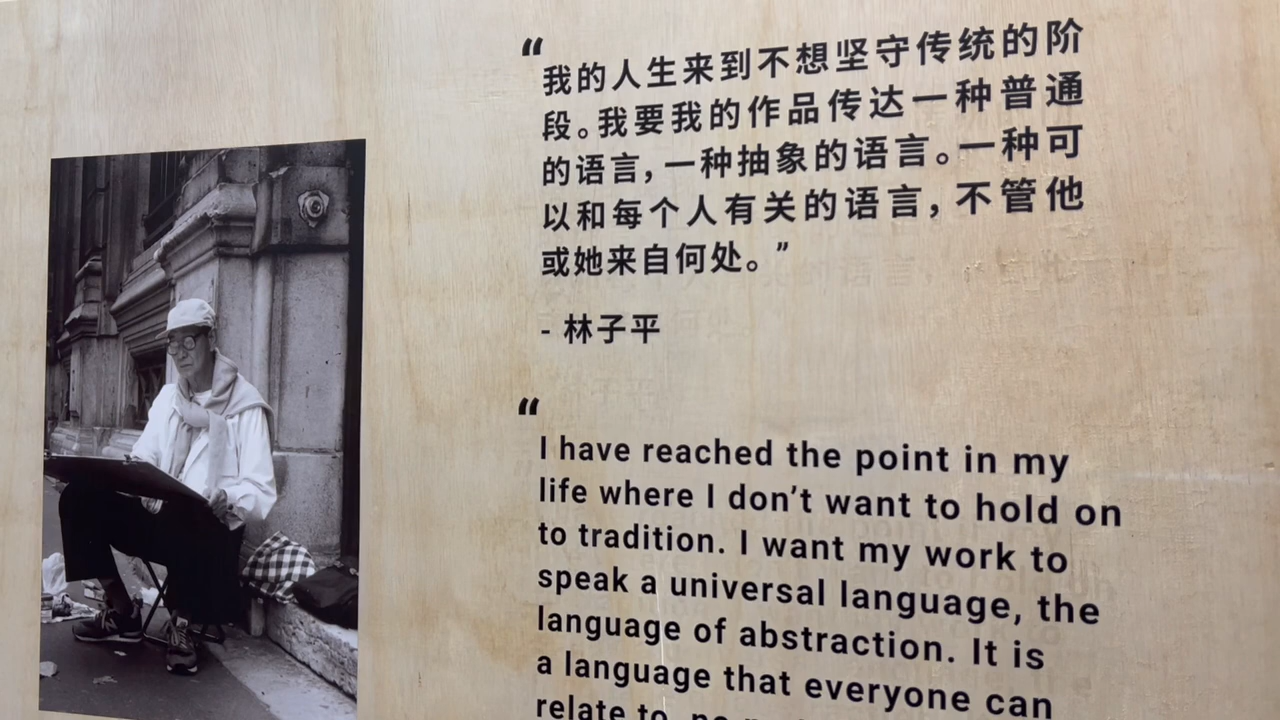 “我的人生来到不想坚守传统的阶
段。我要我的作品传达一种普通
的语言，一种抽象的语言。一种可
以和每个人有关的语言，不管他
或她来自何处。”
- 林子平
“I have reached the point in my
life where I don’t want to hold on
to tradition. I want my work to
speak a universal language, the
language of abstraction. It is
a language that everyone can
relate to, no